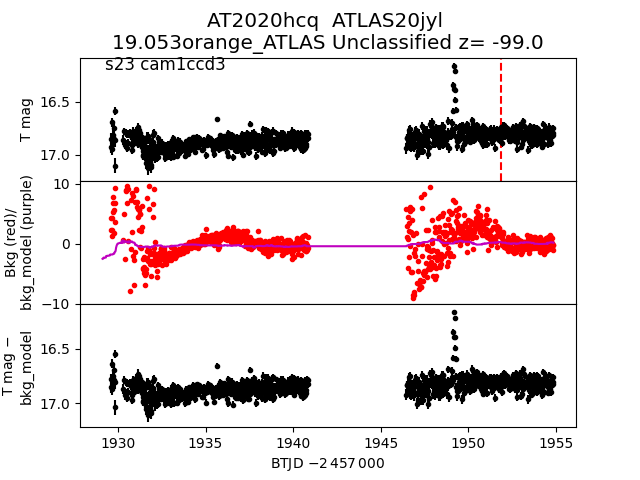 AT2020hcq  ATLAS20jyl
19.053orange_ATLAS Unclassified z= -99.0
s23 cam1ccd3
T mag
16.5
17.0
Bkg (red)/
bkg_model (purple)
10
0
−10
T mag −
bkg_model
16.5
17.0
1930 1935 1940 1945 1950 1955
BTJD −2 457 000